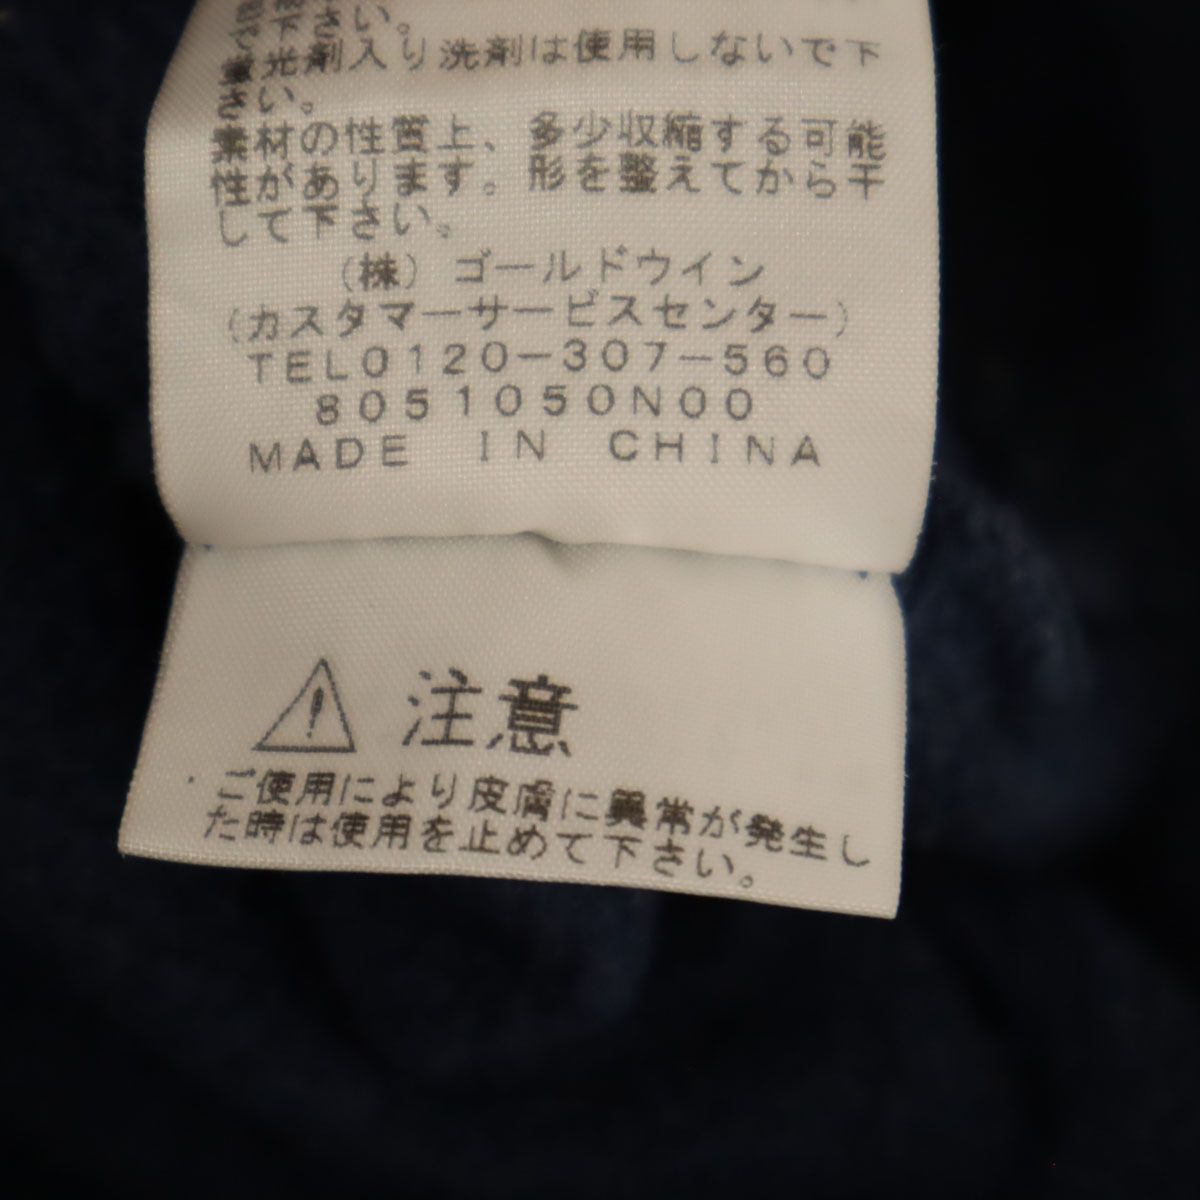 下さい。
蛍光剤入り洗剤は使用しないで下
さい。
素材の性質上、多少収縮する可能
性があります。形を整えてから干
して下さい。
(株)ゴールドウイン
(カスタマーサービスセンター)
TEL0120-307-560
8051050N00
MADE IN CHINA
注意
ご使用により皮膚に異常が発生し
た時は使用を止めて下さい。